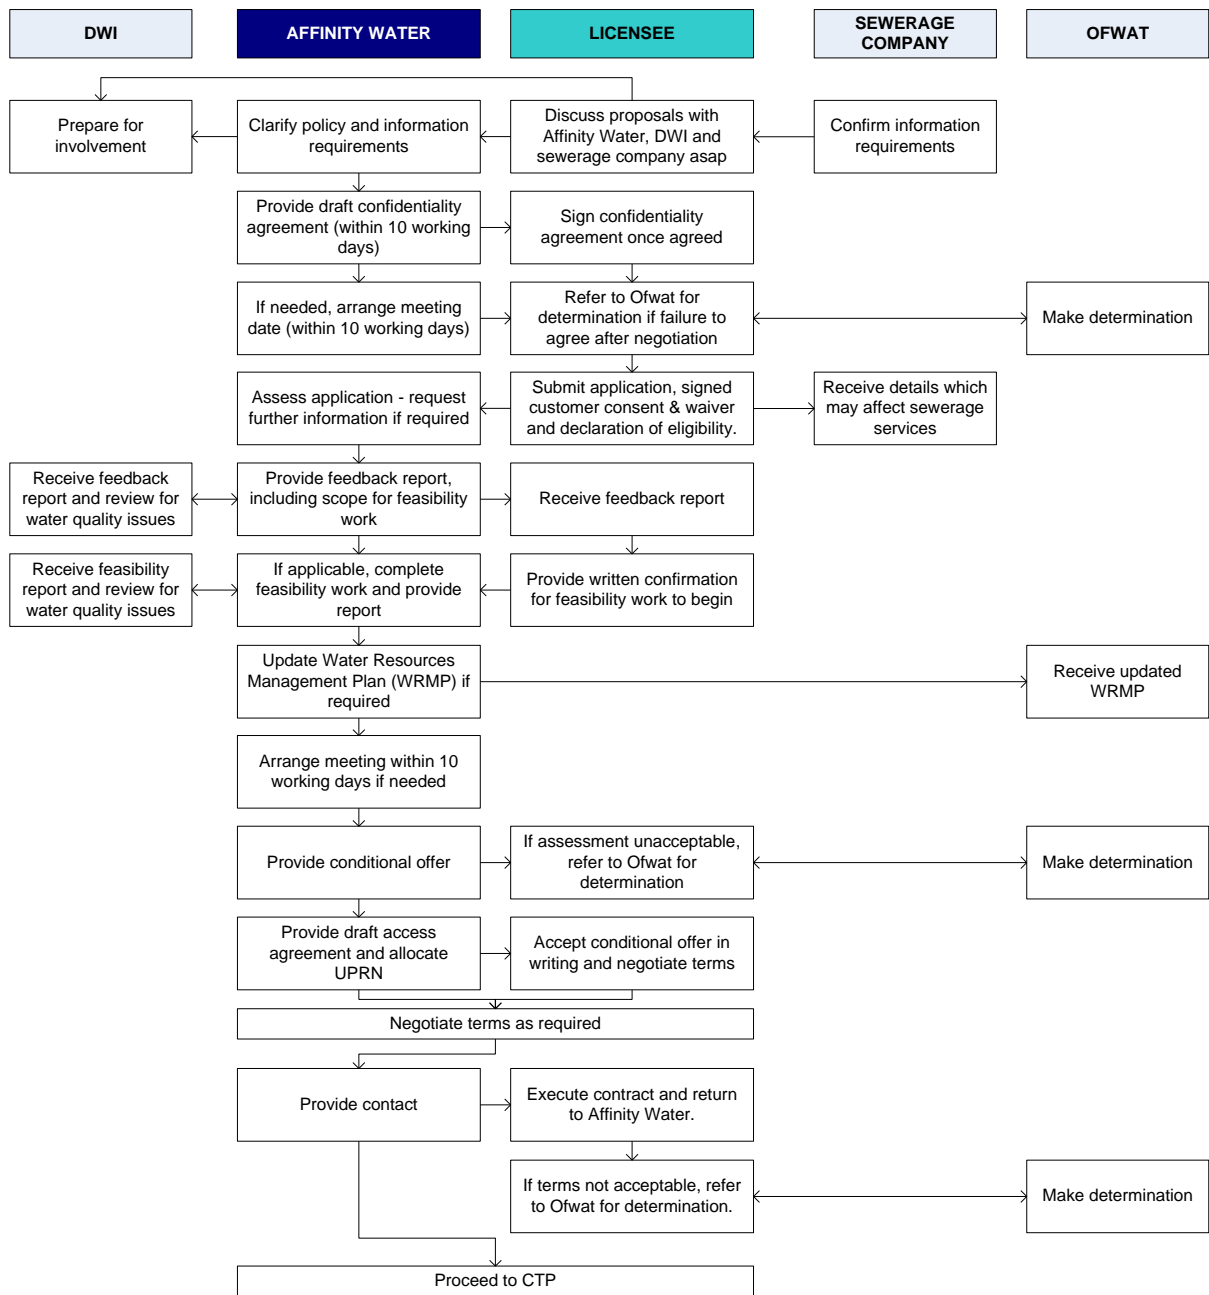 DWI
AFFINITY WATER
LICENSEE
SEWERAGE
COMPANY
OFWAT
Prepare for
involvement
Clarify policy and information
requirements
Discuss proposals with
Affinity Water, DWI and
sewerage company asap
Confirm information
requirements
Provide draft confidentiality
agreement (within 10 working
days)
Sign confidentiality
agreement once agreed
If needed, arrange meeting
date (within 10 working days)
Refer to Ofwat for
determination if failure to
agree after negotiation
Make determination
Assess application - request
further information if required
Submit application, signed
customer consent & waiver
and declaration of eligibility.
Receive details which
may affect sewerage
services
Receive feedback
report and review for
water quality issues
Provide feedback report,
including scope for feasibility
work
Receive feedback report
Receive feasibility
report and review for
water quality issues
If applicable, complete
feasibility work and provide
report
Provide written confirmation
for feasibility work to begin
Update Water Resources
Management Plan (WRMP) if
required
Receive updated
WRMP
Arrange meeting within 10
working days if needed
Provide conditional offer
If assessment unacceptable,
refer to Ofwat for
determination
Make determination
Provide draft access
agreement and allocate
UPRN
Accept conditional offer in
writing and negotiate terms
Negotiate terms as required
Provide contact
Execute contract and return
to Affinity Water.
If terms not acceptable, refer
to Ofwat for determination.
Make determination
Proceed to CTP